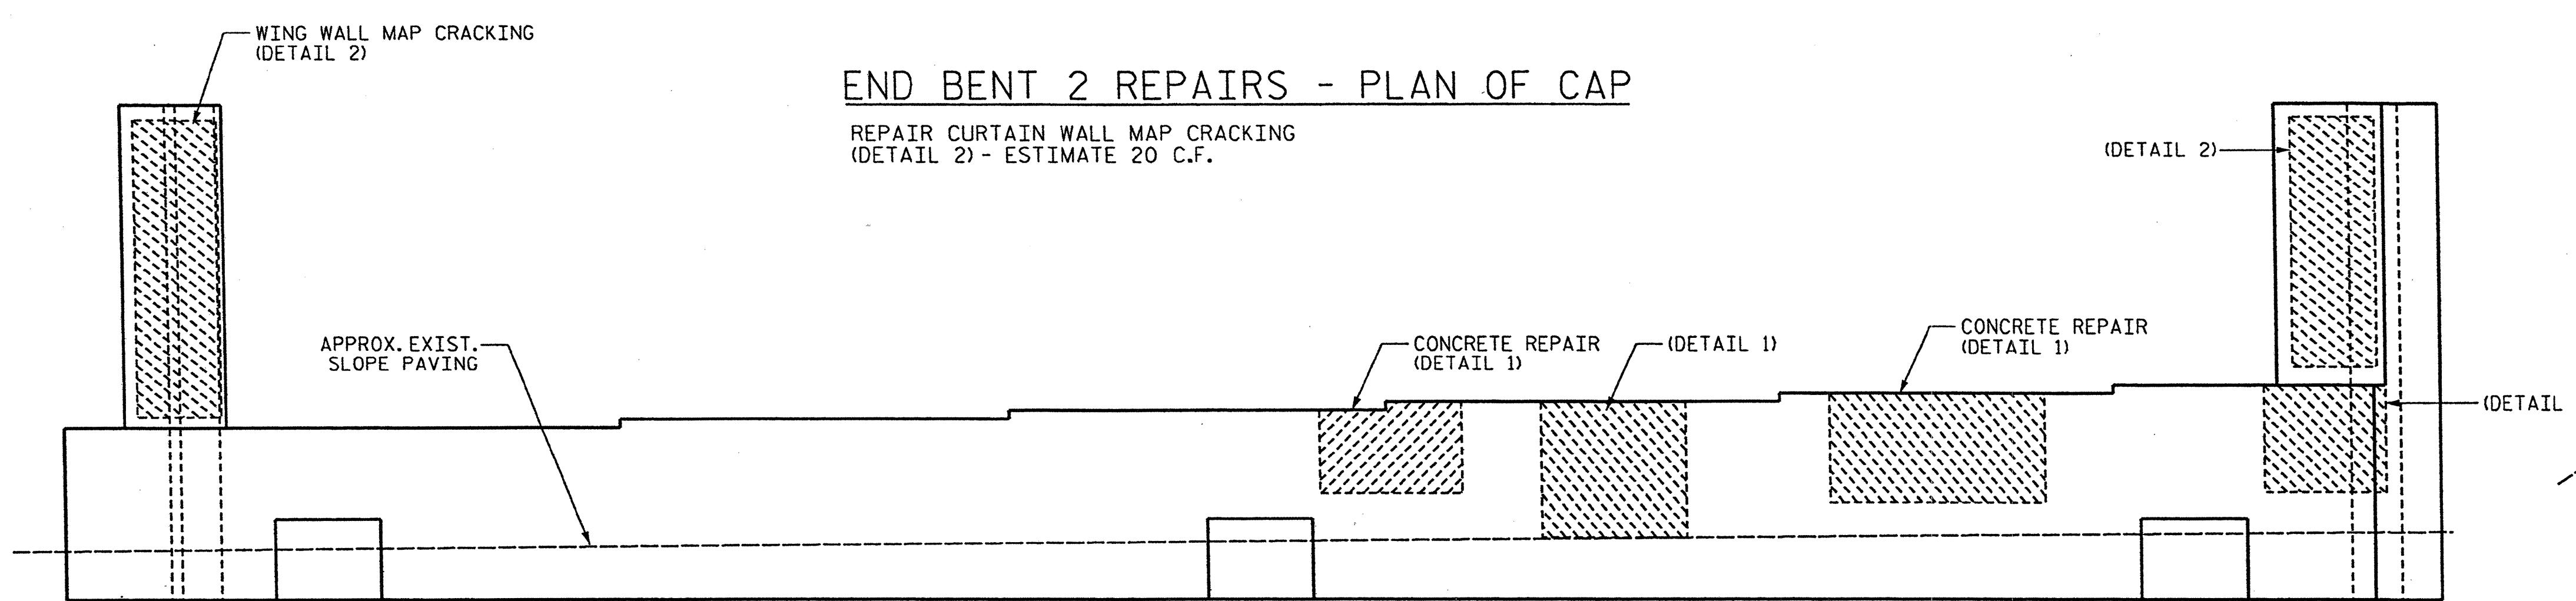 WING WALL MAP CRACKING
(DETAIL 2)
END BENT 2 REPAIRS - PLAN OF CAP
REPAIR CURTAIN WALL MAP CRACKING
(DETAIL 2) - ESTIMATE 20 C.F.
(DETAIL 2)
APPROX. EXIST.
SLOPE PAVING
CONCRETE REPAIR
(DETAIL 1)
(DETAIL 1)
CONCRETE REPAIR
(DETAIL 1)
(DETAIL